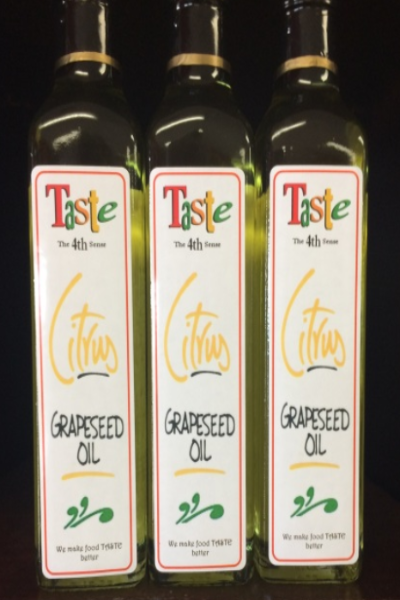 Taste
The 4th Sense
Citrus
GRAPESEED
OIL
We make food TASTE
better
Taste
The 4th Sense
Citrus
GRAPESEED
OIL
We make food TASTE
better
Taste
The 4th Sense
Citrus
GRAPESEED
OIL
We make food TASTE
better